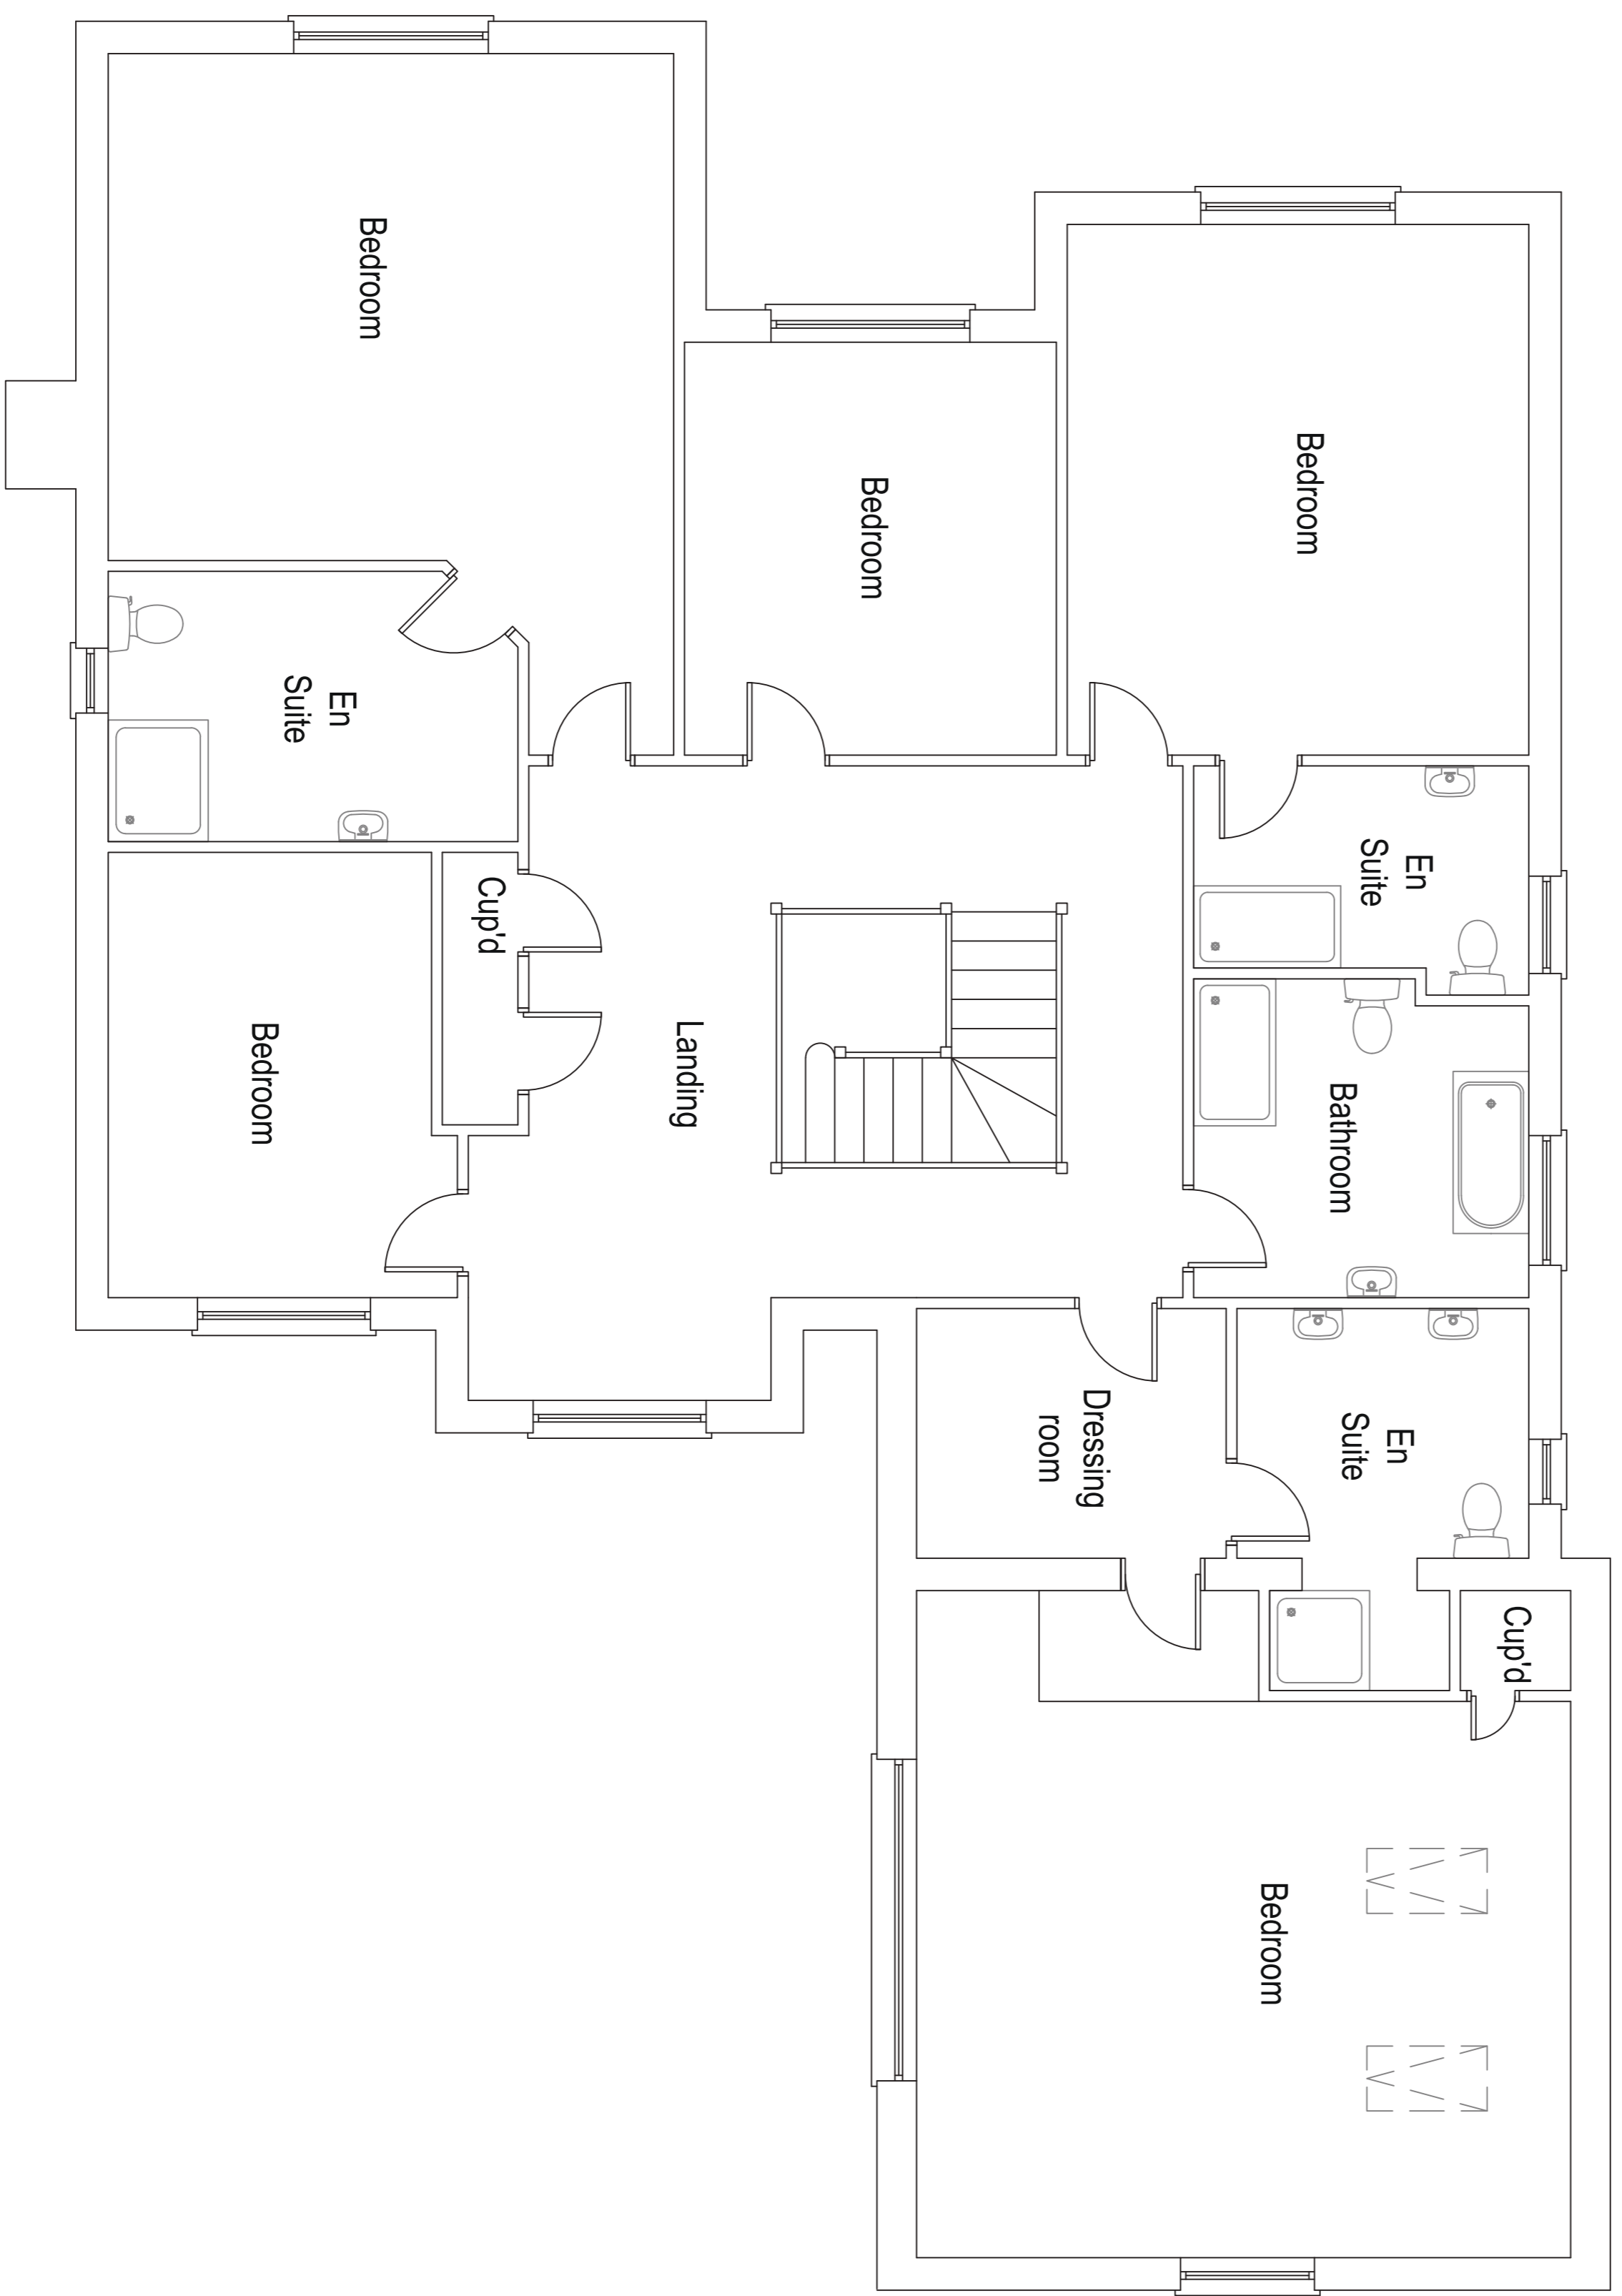 Bedroom
Bedroom
Bedroom
En
Suite
En
Suite
Cup'd
Bedroom
Landing
Bathroom
Dressing
room
En
Suite
Cup'd
Bedroom